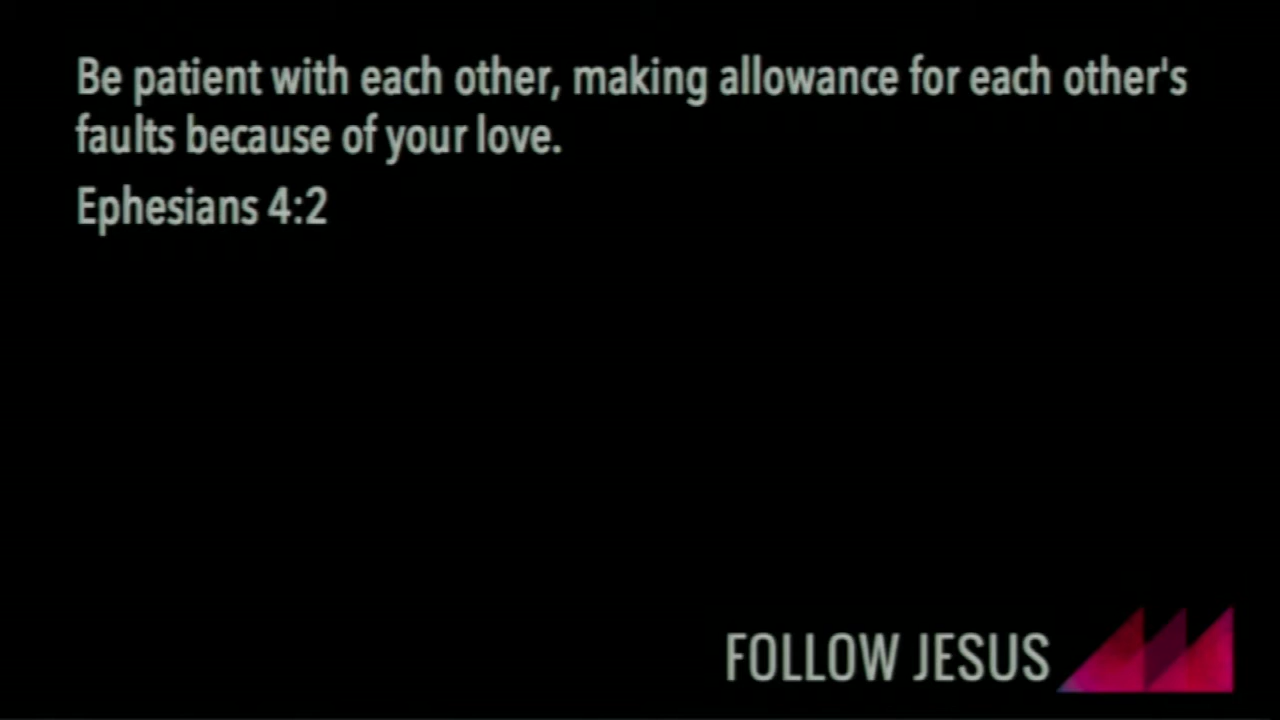 Be patient with each other, making allowance for each other's
faults because of your love.
Ephesians 4:2
FOLLOW JESUS